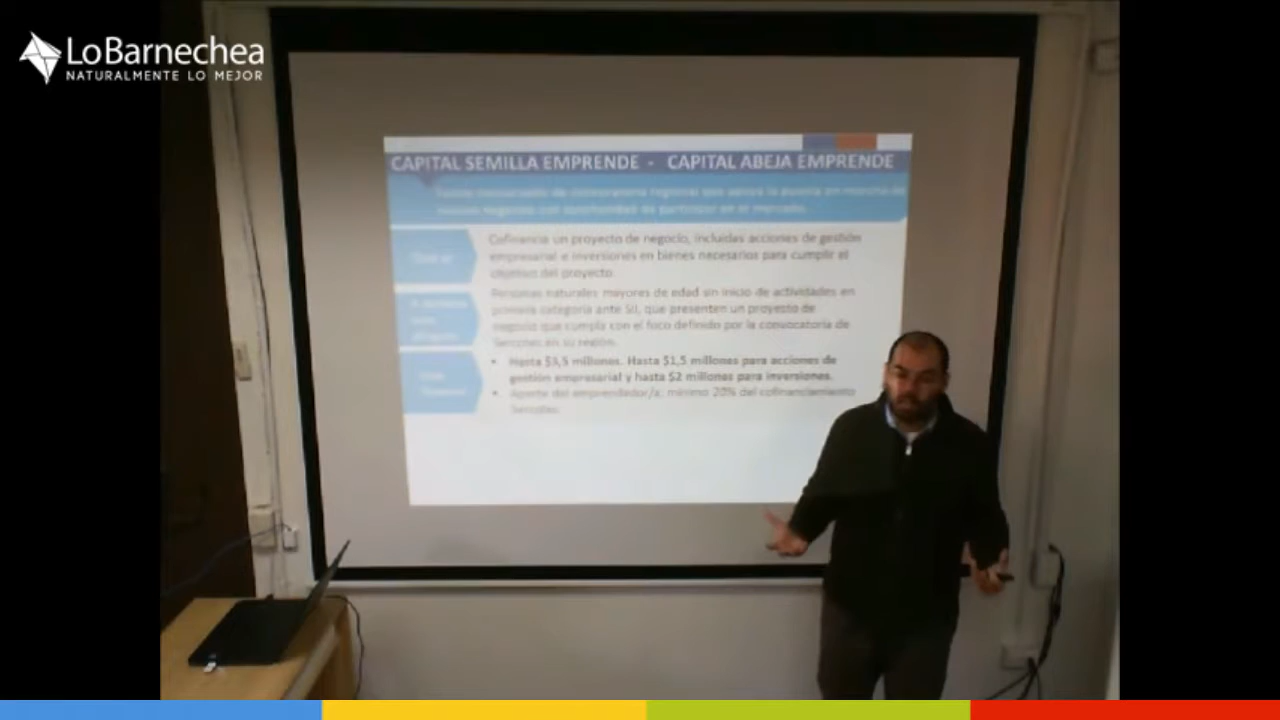 LoBarnechea
NATURALMENTE LO MEJOR
CAPITAL SEMILLA EMPRENDE - CAPITAL ABEJA EMPRENDE
Cofinancia un proyecto de negocio, incluidas acciones de gestión
empresarial e inversiones en bienes necesarios para cumplir el
objetivo del proyecto.
Personas naturales mayores de edad sin inicio de actividades en
primera categoría ante SII, que presenten un proyecto de
negocio que cumpla con el foco definido por la convocatoria de
Sercotec en su región.
• Hasta $3,5 millones. Hasta $1,5 millones para acciones de
gestión empresarial y hasta $2 millones para inversiones.
• Aporte del emprendedor/a: mínimo 20% del cofinanciamiento
Sercotec.